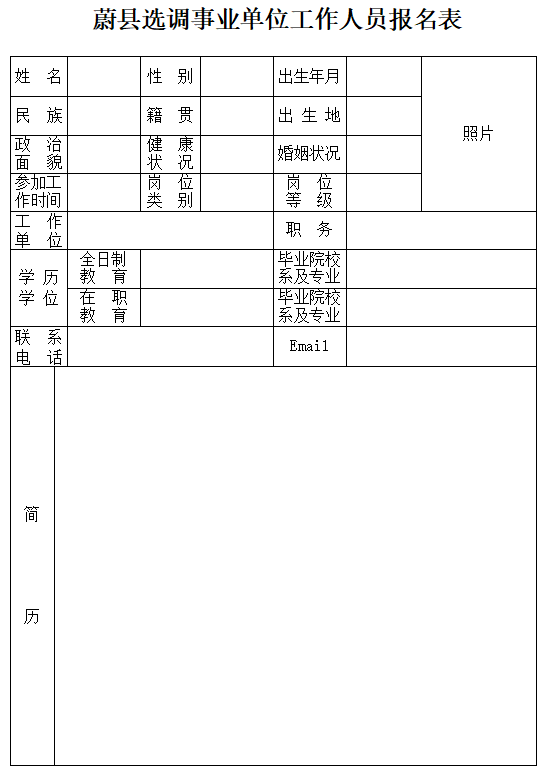 蔚县选调事业单位工作人员报名表
姓 名
性 别
出生年月
照片
民 族
籍 贯
出 生 地
政 治
面 貌
健 康
状 况
婚姻状况
参加工
作时间
岗 位
类 别
岗 位
等 级
工 作
单 位
职 务
学 历
学 位
全日制
教 育
毕业院校
系及专业
在 职
教 育
毕业院校
系及专业
联 系
电 话
Email
简
历